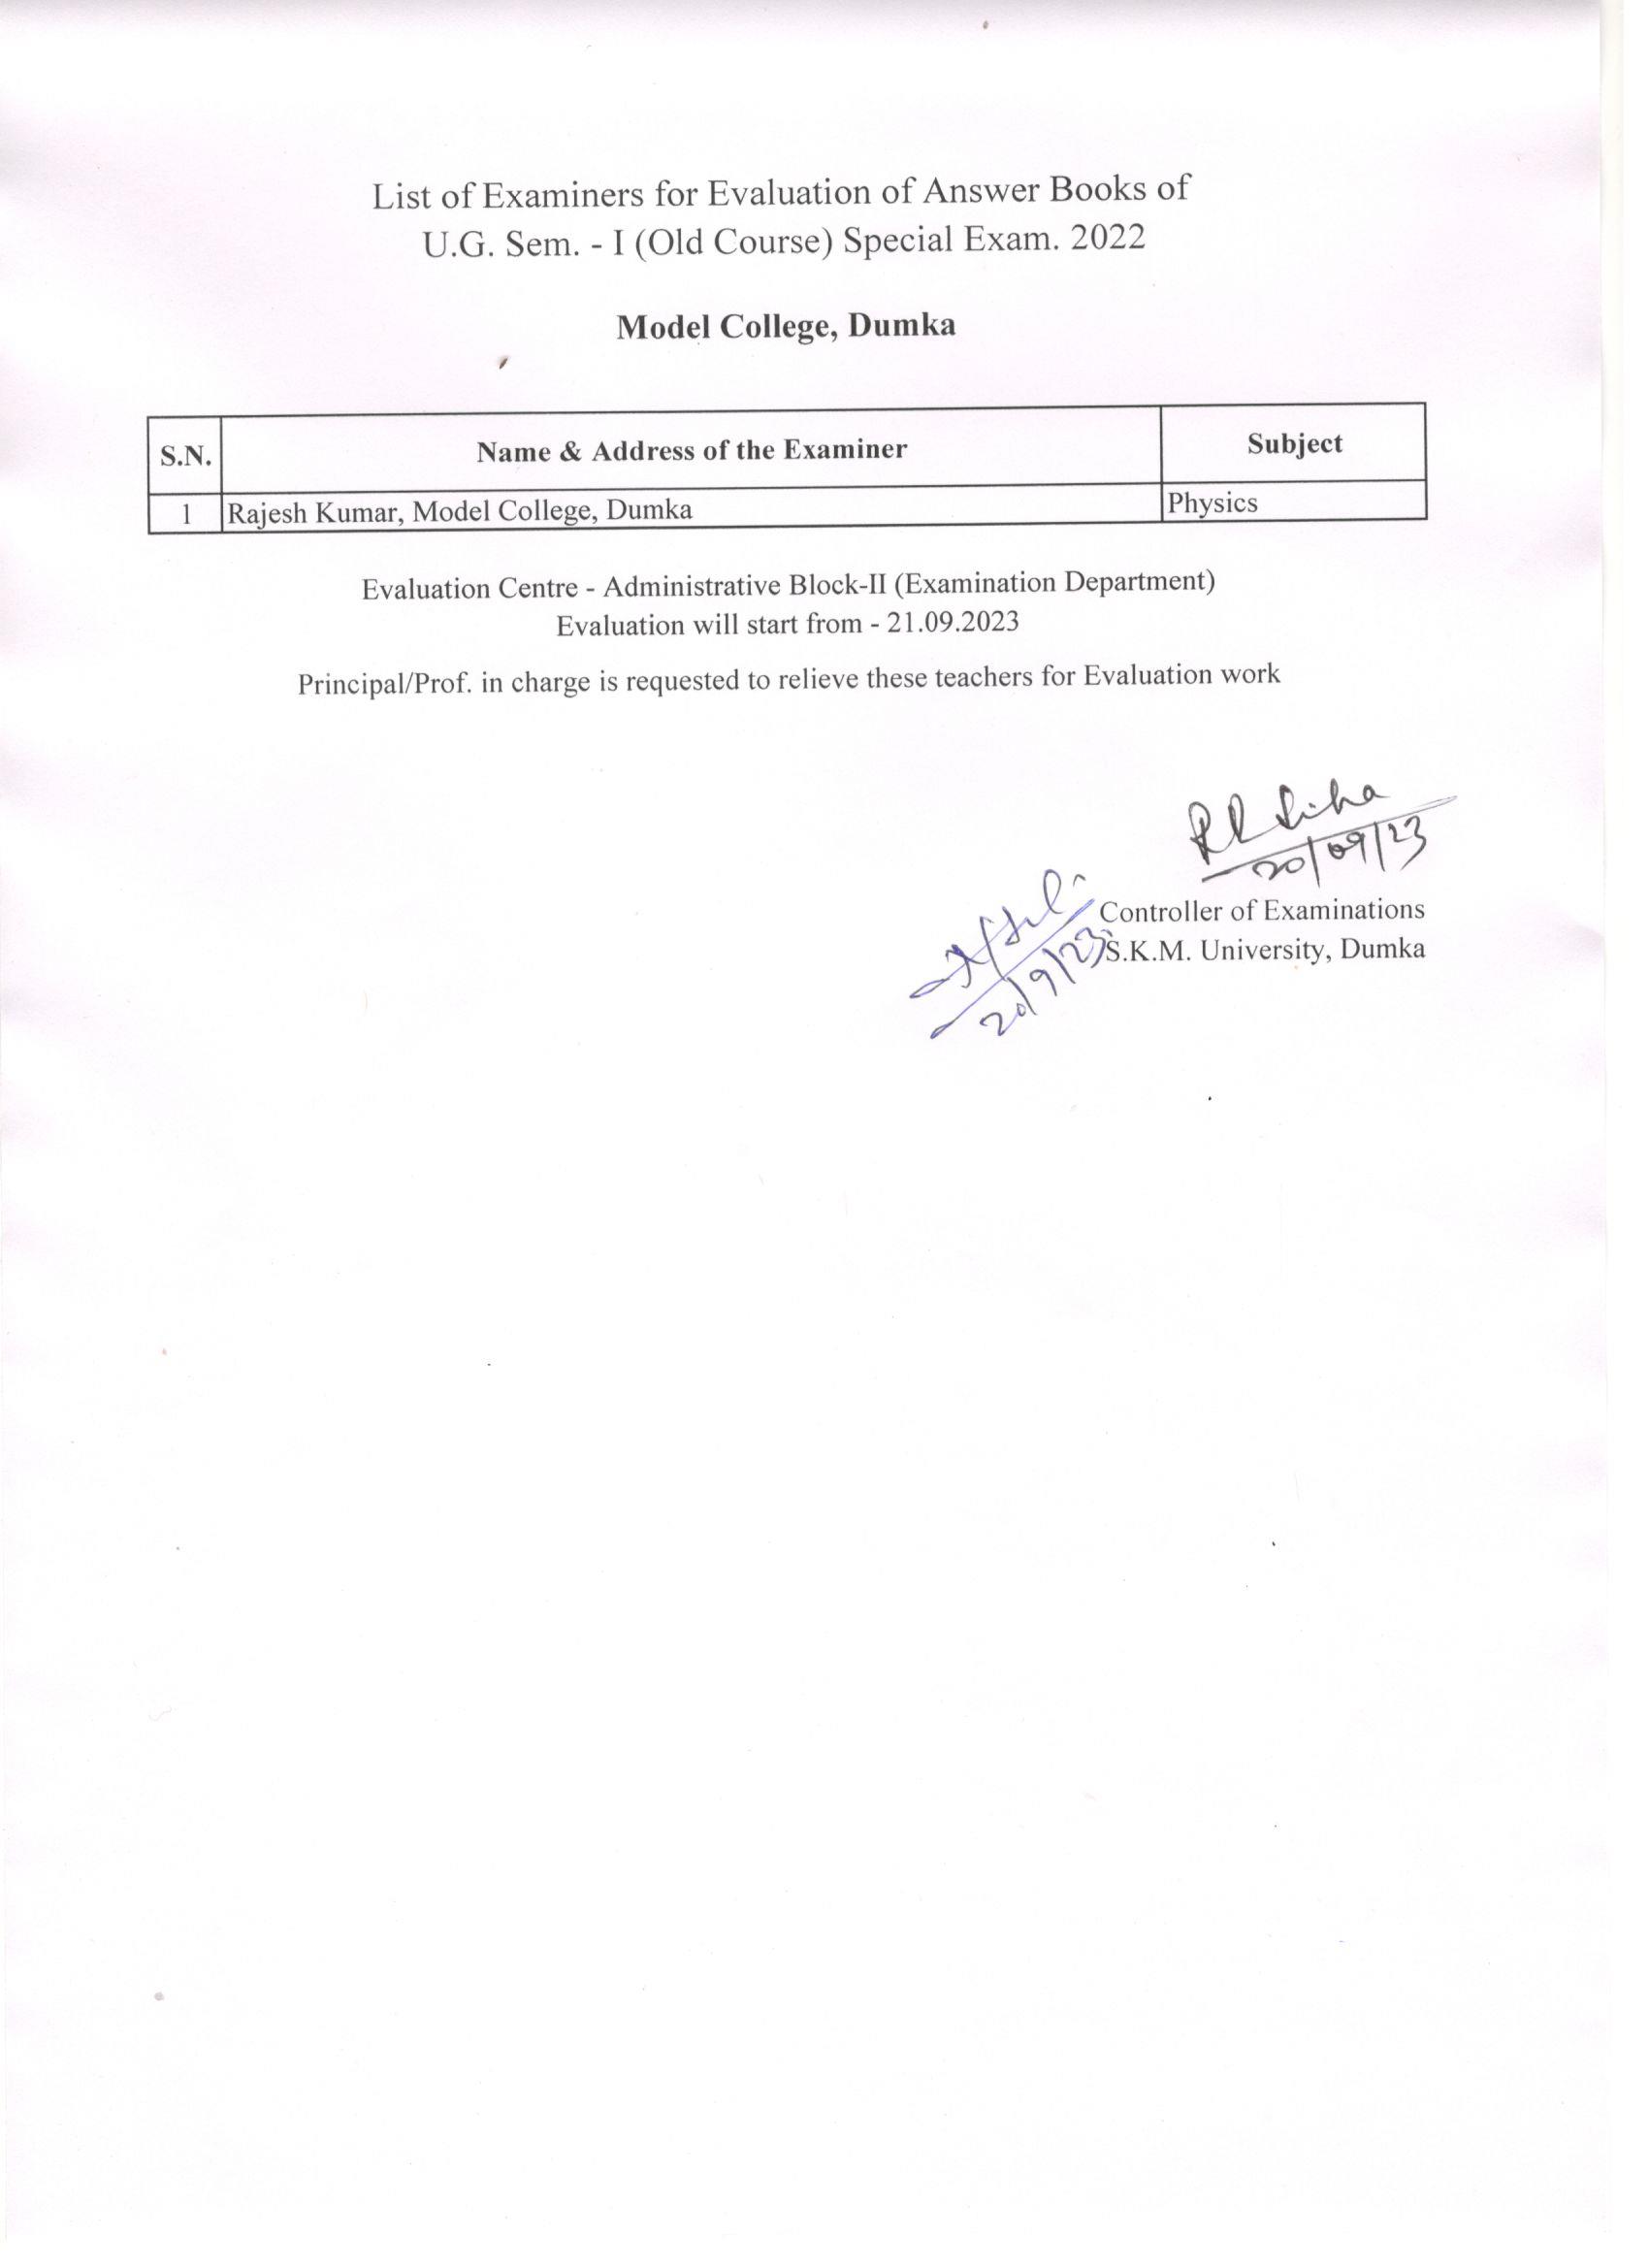 List of Examiners for Evaluation of Answer Books of
U.G. Sem. - I (Old Course) Special Exam. 2022
Model College, Dumka
S.N. Name & Address of the Examiner Subject
1 Rajesh Kumar, Model College, Dumka Physics
Evaluation Centre - Administrative Block-II (Examination Department)
Evaluation will start from - 21.09.2023
Principal/Prof. in charge is requested to relieve these teachers for Evaluation work
20/09/23
Controller of Examinations
S.K.M. University, Dumka
20/9/23